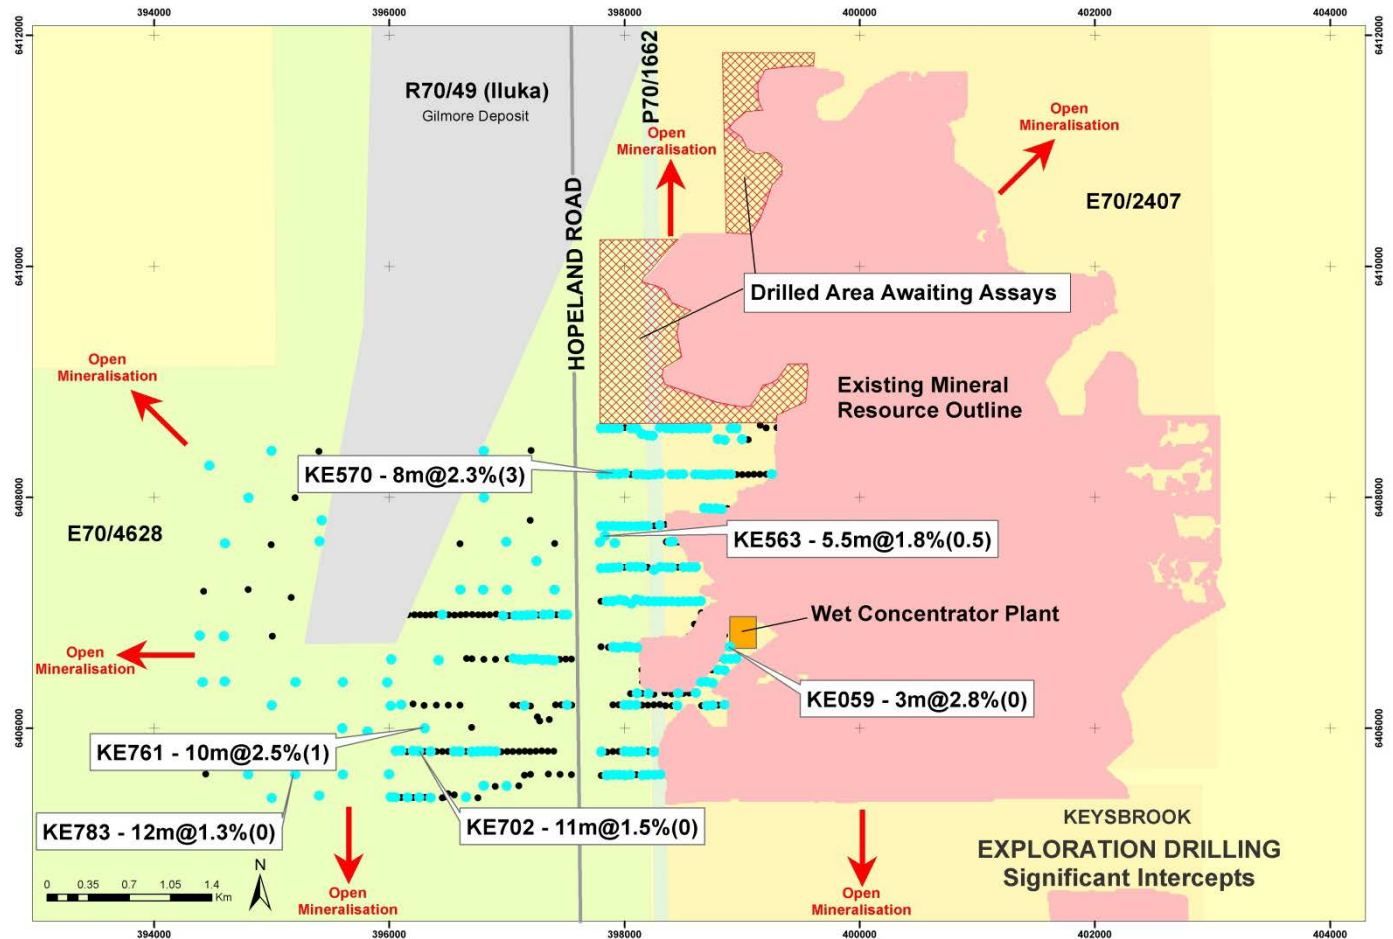 394000
396000
398000
400000
402000
404000
6412000
6412000
R70/49 (Iluka)
Gilmore Deposit
P70/1662
Open
Mineralisation
Open
Mineralisation
E70/2407
HOPELAND ROAD
6410000
6410000
Drilled Area Awaiting Assays
Open
Mineralisation
Existing Mineral
Resource Outline
KE570 - 8m@2.3%(3)
6408000
6408000
E70/4628
KE563 - 5.5m@1.8%(0.5)
Wet Concentrator Plant
Open
Mineralisation
KE059 - 3m@2.8%(0)
6406000
6406000
KE761 - 10m@2.5%(1)
KE783 - 12m@1.3%(0)
KE702 - 11m@1.5%(0)
KEYSBROOK
EXPLORATION DRILLING
Significant Intercepts
N
0 0.35 0.7 1.05 1.4
Km
Open
Mineralisation
Open
Mineralisation
394000
396000
398000
400000
402000
404000